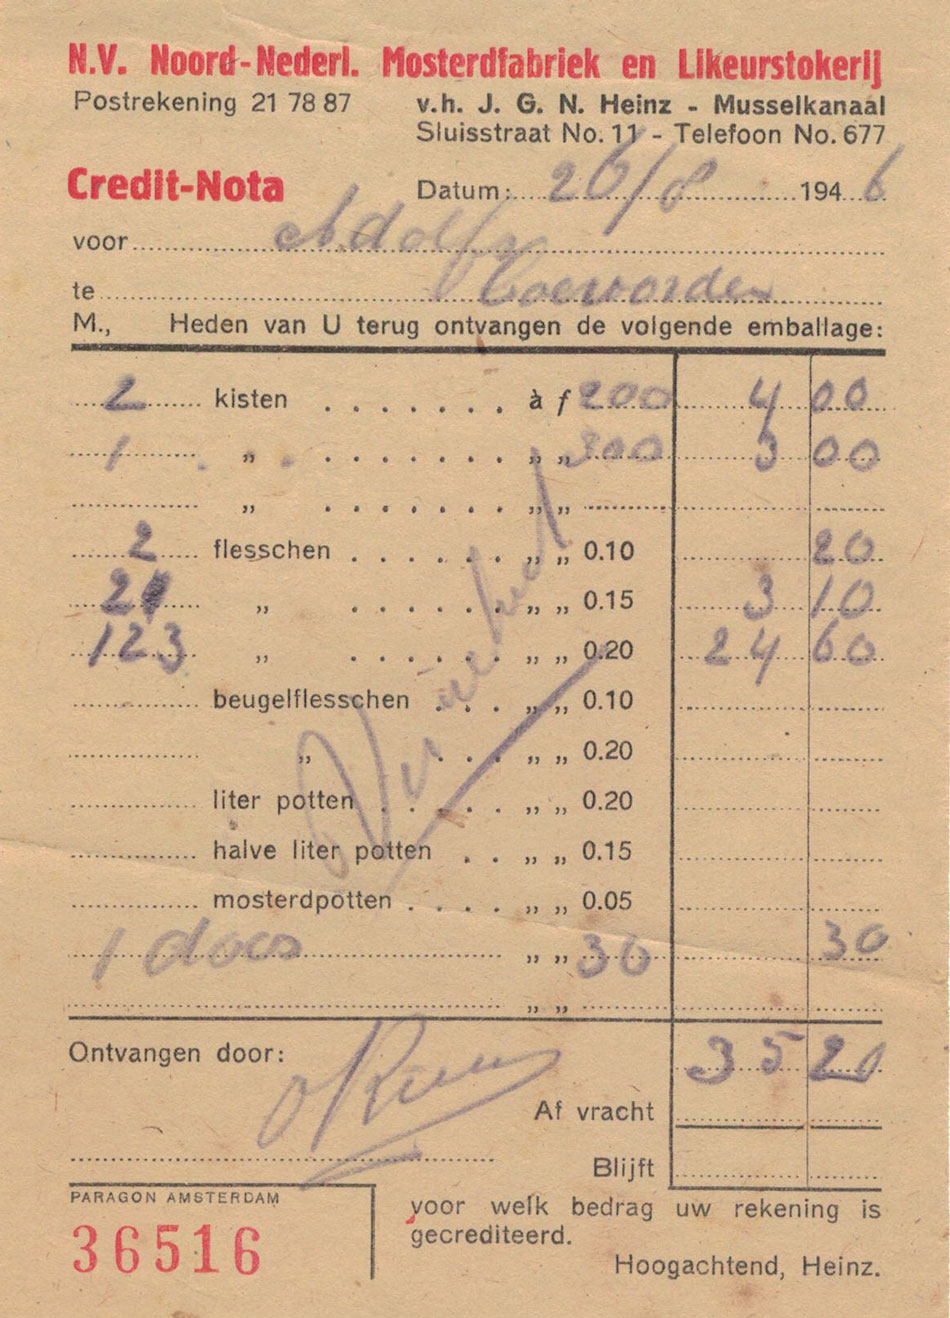 N.V. Noord-Nederl. Mosterdfabriek en Likeurstokerij
Postrekening 21 78 87 v.h. J. G. N. Heinz - Musselkanaal
Sluisstraat No. 11 - Telefoon No. 677
Credit-Nota Datum: 26/8 1946
voor Adolfs
te Coevorden
M., Heden van U terug ontvangen de volgende emballage:
2 kisten à f 200 4 00
1 „ „ „ 300 3 00
„ „ „
2 flesschen „ „ 0.10 20
21 „ „ „ 0.15 3 10
123 „ „ „ 0.20 24 60
beugelflesschen „ „ 0.10
„ „ „ 0.20
liter potten „ „ 0.20
halve liter potten „ „ 0.15
mosterdpotten „ „ 0.05
1 doos „ „ 30 30
„ „
Ontvangen door: 35 20
Af vracht
Blijft
PARAGON AMSTERDAM
36516
voor welk bedrag uw rekening is
gecrediteerd.
Hoogachtend, Heinz.